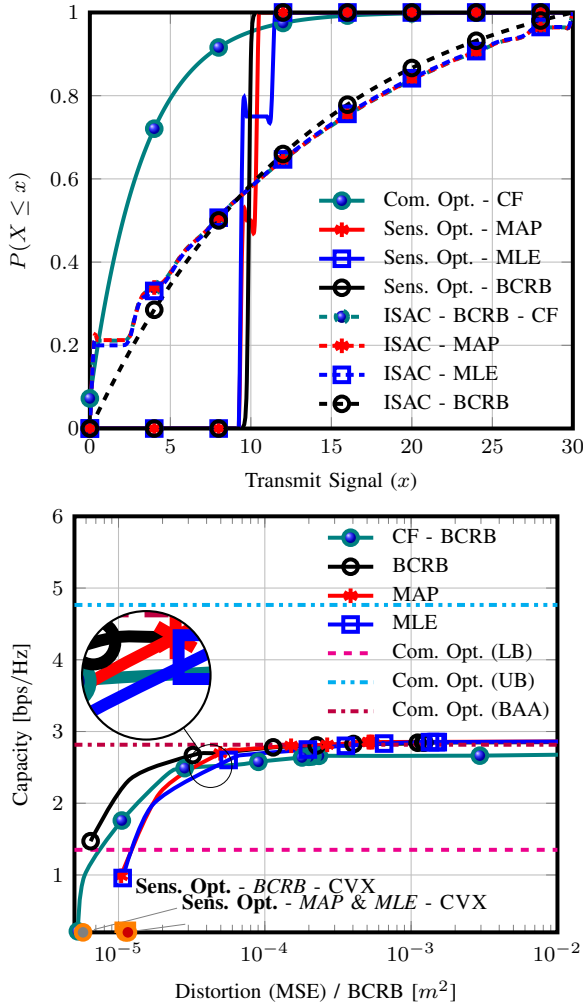 1
0.8
0.6
0.4
0.2
0
P(X ≤ x)
Com. Opt. - CF
Sens. Opt. - MAP
Sens. Opt. - MLE
Sens. Opt. - BCRB
ISAC - BCRB - CF
ISAC - MAP
ISAC - MLE
ISAC - BCRB
0 5 10 15 20 25 30
Transmit Signal (x)
6
5
4
3
2
1
Capacity [bps/Hz]
CF - BCRB
BCRB
MAP
MLE
Com. Opt. (LB)
Com. Opt. (UB)
Com. Opt. (BAA)
Sens. Opt. - BCRB - CVX
Sens. Opt. - MAP & MLE - CVX
10⁻⁵ 10⁻⁴ 10⁻³ 10⁻²
Distortion (MSE) / BCRB [m²]